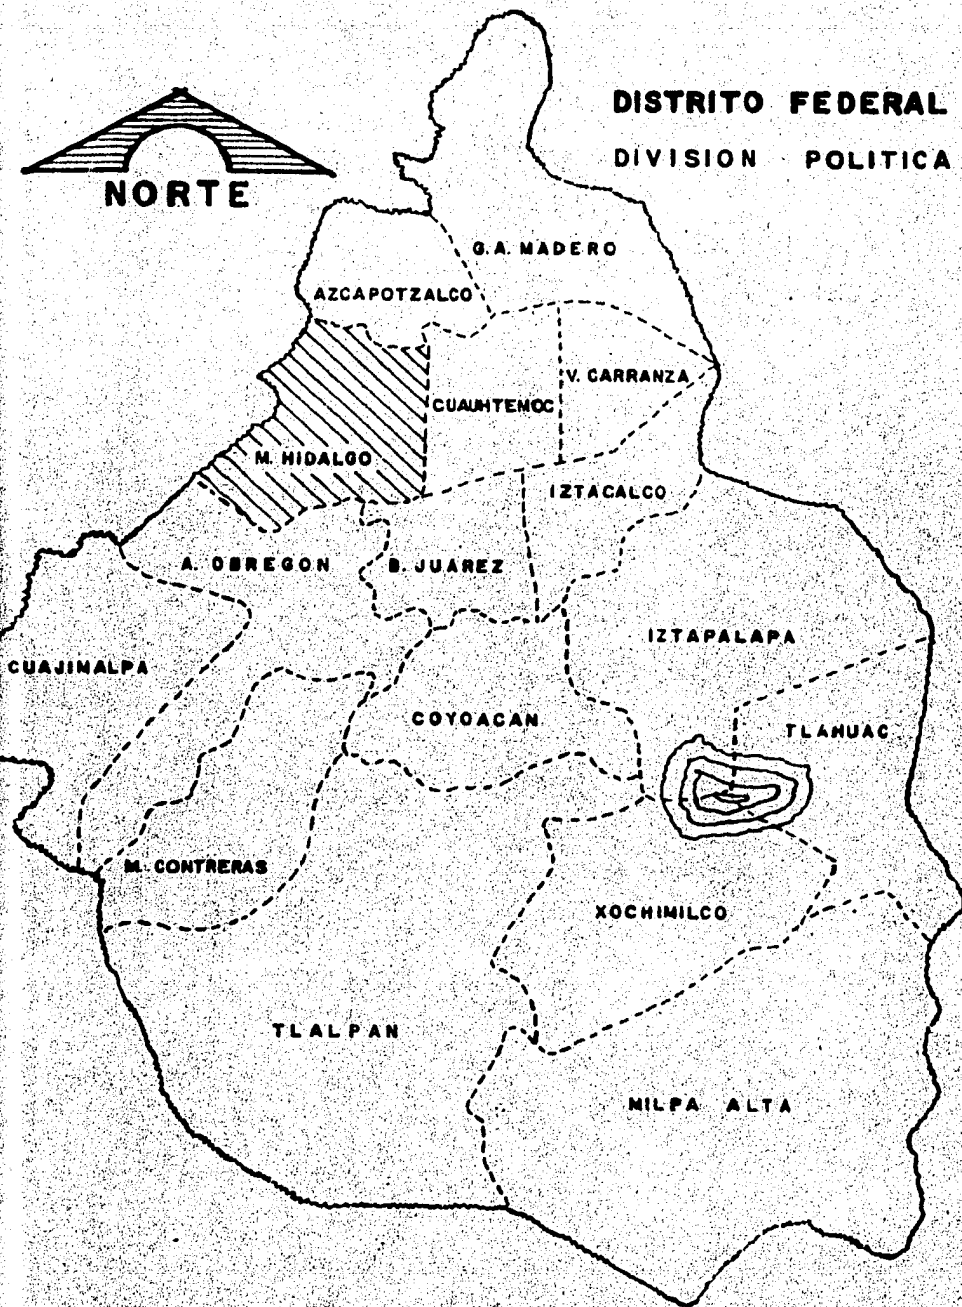 DISTRITO FEDERAL
DIVISION POLITICA
NORTE
G.A. MADERO
AZCAPOTZALCO
V. CARRANZA
CUAUHTEMOC
M. HIDALGO
IZTACALCO
A. OBREGON
B. JUAREZ
IZTAPALAPA
CUAJIMALPA
COYOACAN
TLAHUAC
M. CONTRERAS
XOCHIMILCO
TLALPAN
MILPA ALTA